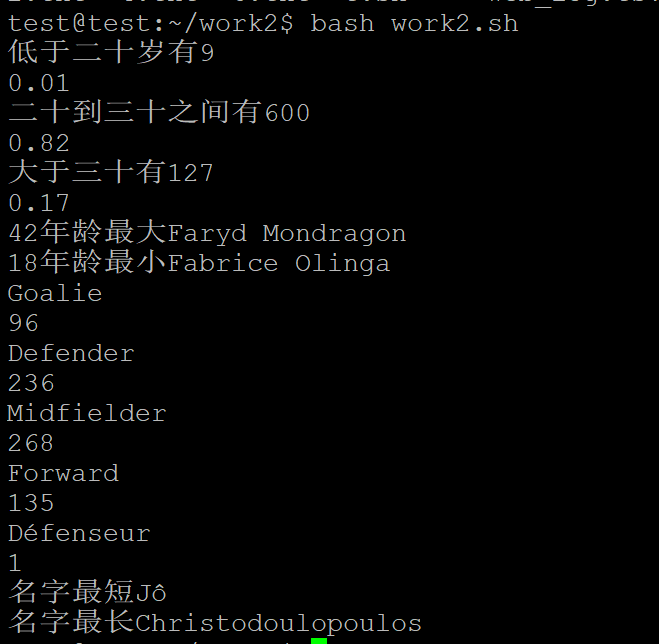 test@test:~/work2$ bash work2.sh
低于二十岁有9
0.01
二十到三十之间有600
0.82
大于三十有127
0.17
42年龄最大Faryd Mondragon
18年龄最小Fabrice Olinga
Goalie
96
Defender
236
Midfielder
268
Forward
135
Défenseur
1
名字最短Jô
名字最长Christodoulopoulos